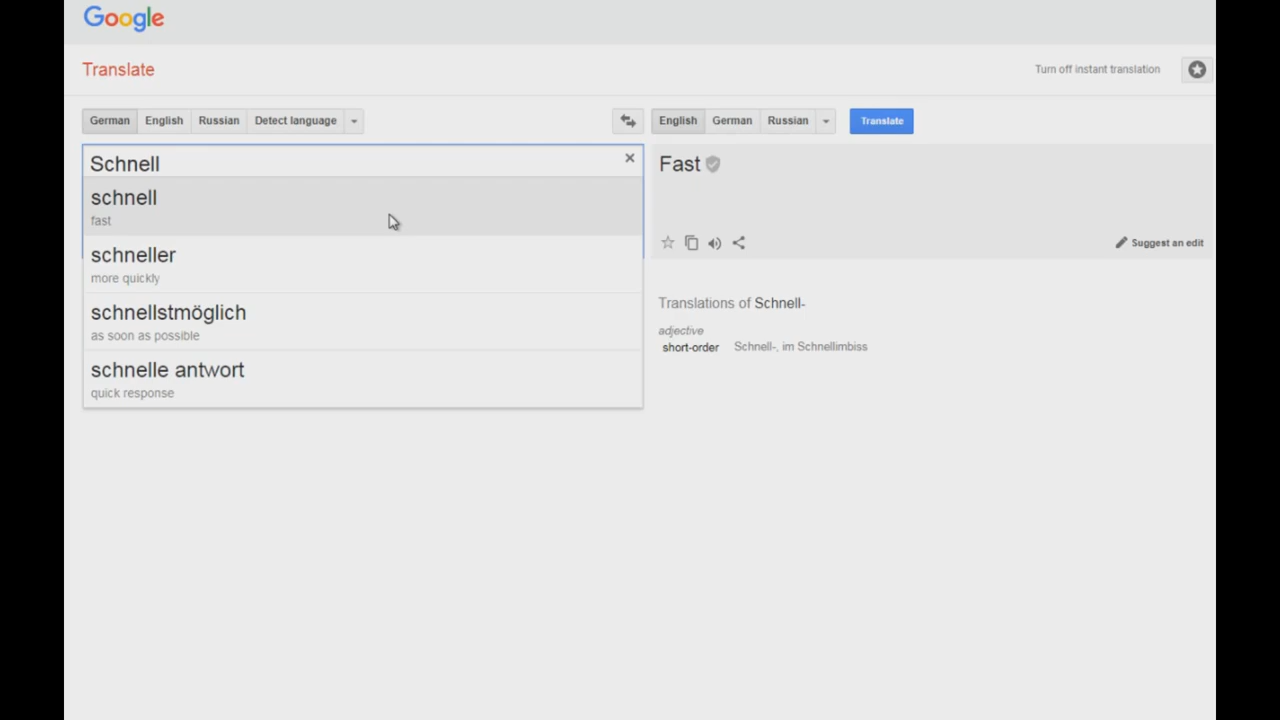 Google
Translate
Turn off instant translation
German English Russian Detect language
English German Russian Translate
Schnell
Fast
schnell
fast
Suggest an edit
schneller
more quickly
Translations of Schnell-
schnellstmöglich
as soon as possible
adjective
short-order Schnell-, im Schnellimbiss
schnelle antwort
quick response